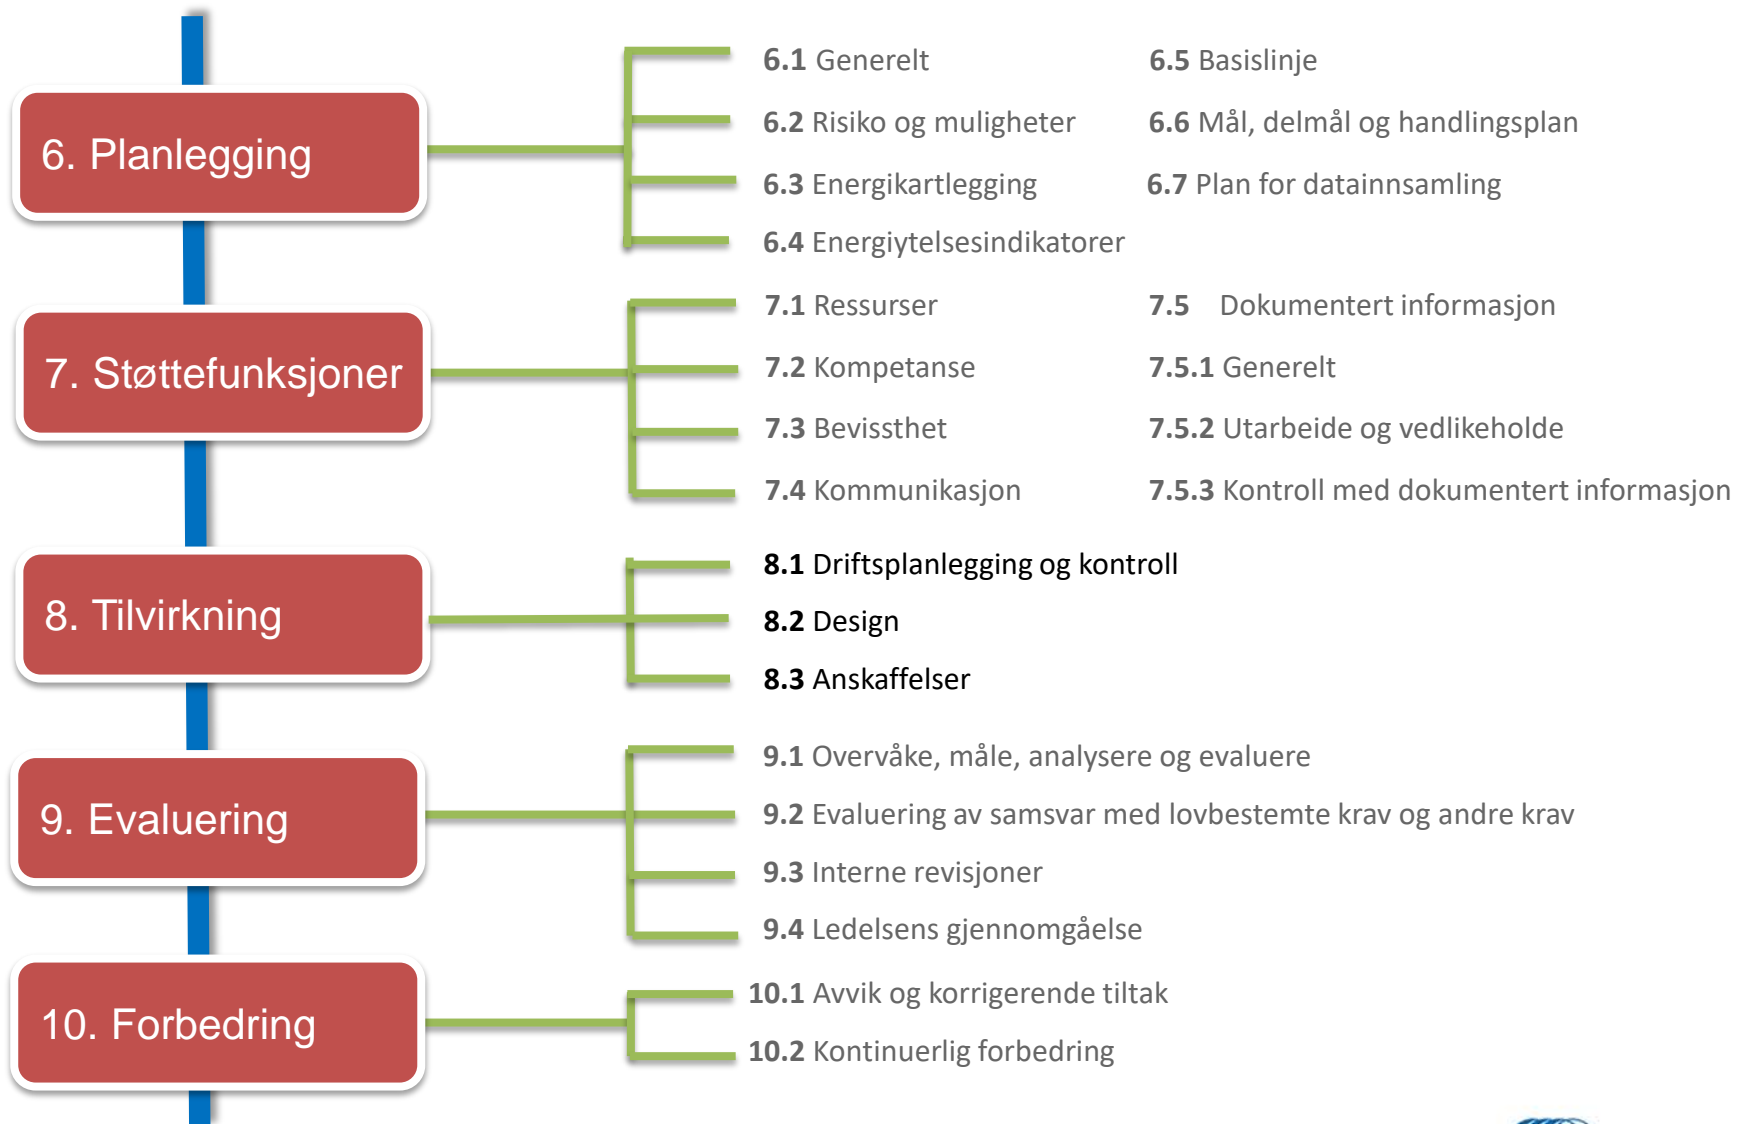 6. Planlegging
6.1 Generelt
6.2 Risiko og muligheter
6.3 Energikartlegging
6.4 Energiytelsesindikatorer
6.5 Basislinje
6.6 Mål, delmål og handlingsplan
6.7 Plan for datainnsamling
7. Støttefunksjoner
7.1 Ressurser
7.2 Kompetanse
7.3 Bevissthet
7.4 Kommunikasjon
7.5 Dokumentert informasjon
7.5.1 Generelt
7.5.2 Utarbeide og vedlikeholde
7.5.3 Kontroll med dokumentert informasjon
8. Tilvirkning
8.1 Driftsplanlegging og kontroll
8.2 Design
8.3 Anskaffelser
9. Evaluering
9.1 Overvåke, måle, analysere og evaluere
9.2 Evaluering av samsvar med lovbestemte krav og andre krav
9.3 Interne revisjoner
9.4 Ledelsens gjennomgåelse
10. Forbedring
10.1 Avvik og korrigerende tiltak
10.2 Kontinuerlig forbedring